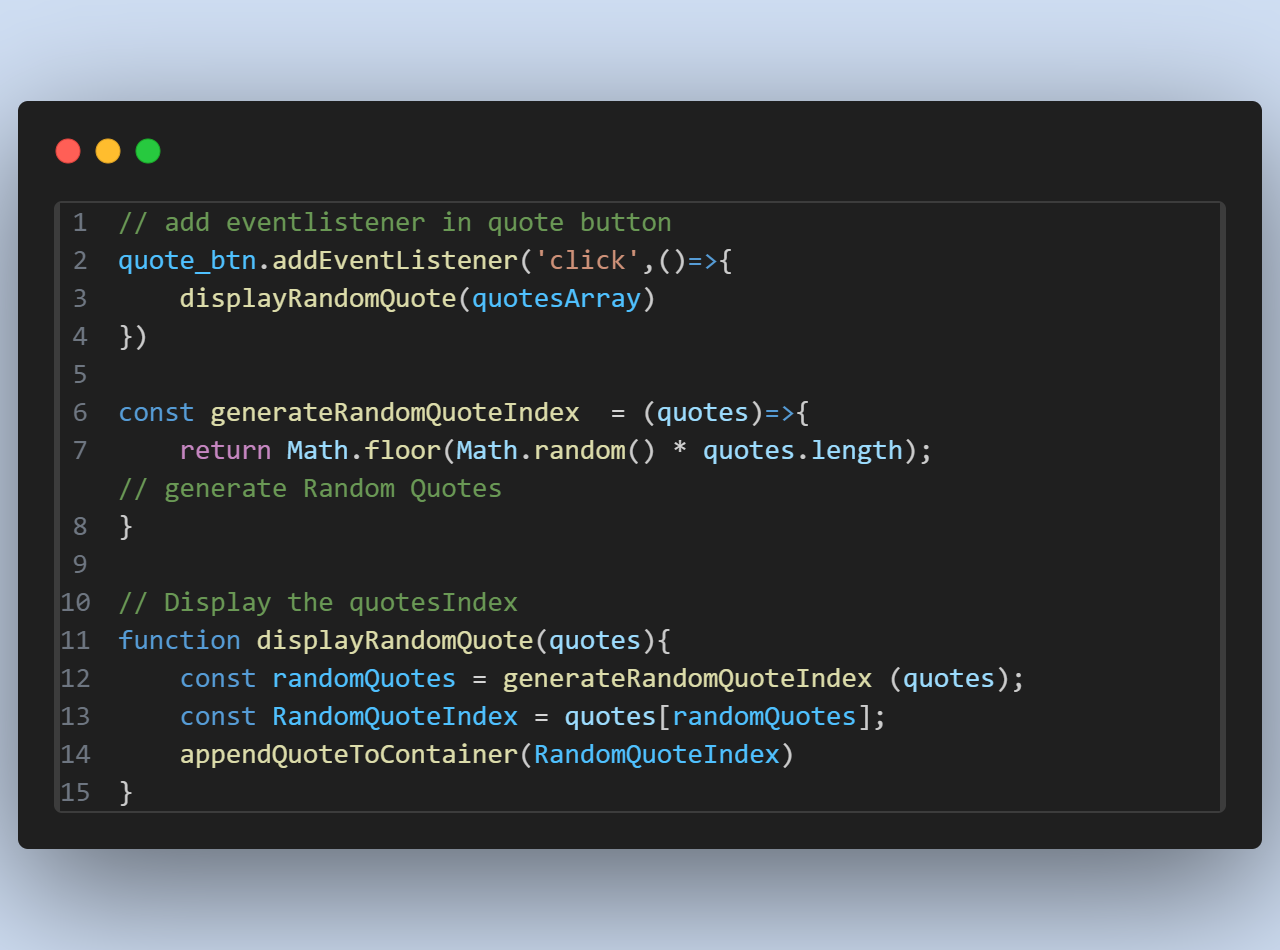 1 // add eventlistener in quote button
2 quote_btn.addEventListener('click',()=>{
3     displayRandomQuote(quotesArray)
4 })
5
6 const generateRandomQuoteIndex  = (quotes)=>{
7     return Math.floor(Math.random() * quotes.length);
// generate Random Quotes
8 }
9
10 // Display the quotesIndex
11 function displayRandomQuote(quotes){
12     const randomQuotes = generateRandomQuoteIndex (quotes);
13     const RandomQuoteIndex = quotes[randomQuotes];
14     appendQuoteToContainer(RandomQuoteIndex)
15 }